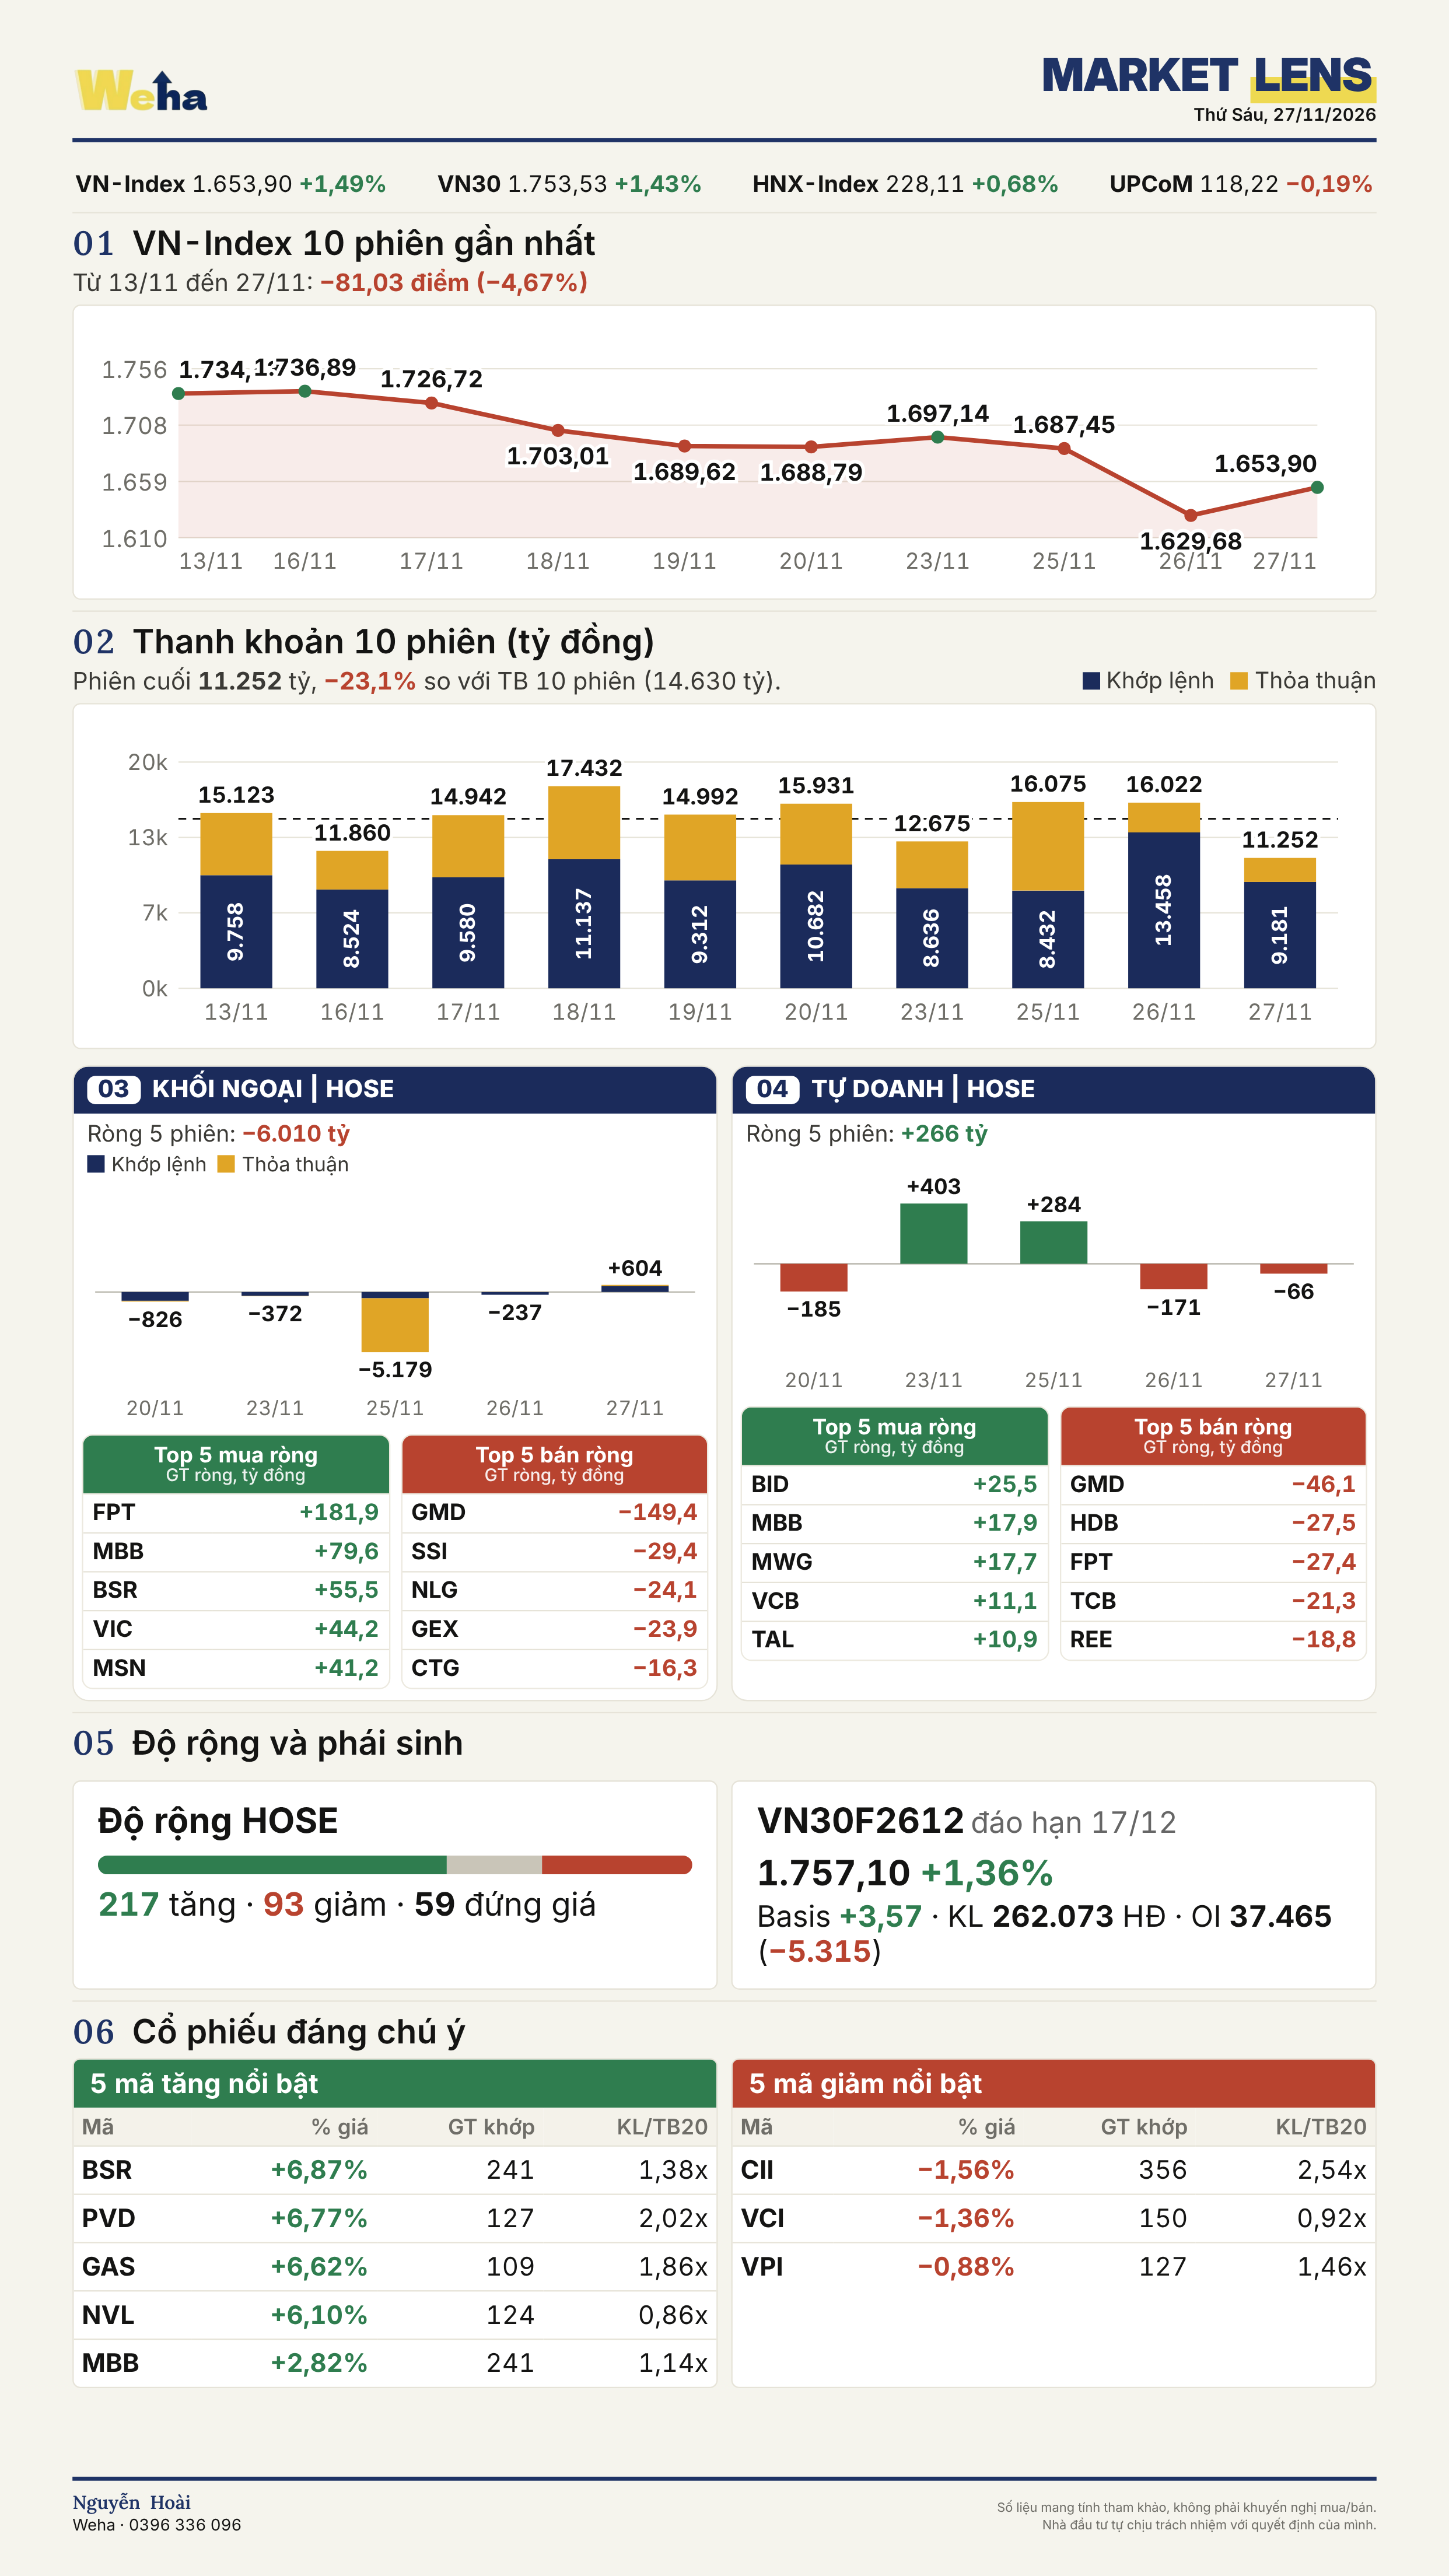 Weha
MARKET LENS
Thứ Sáu, 27/11/2026
VN-Index 1.653,90 +1,49% VN30 1.753,53 +1,43% HNX-Index 228,11 +0,68% UPCoM 118,22 −0,19%
01 VN-Index 10 phiên gần nhất
Từ 13/11 đến 27/11: −81,03 điểm (−4,67%)
1.756
1.708
1.659
1.610
1.734, 1.736,89 1.726,72 1.703,01 1.689,62 1.688,79 1.697,14 1.687,45 1.629,68 1.653,90
13/11 16/11 17/11 18/11 19/11 20/11 23/11 25/11 26/11 27/11
02 Thanh khoản 10 phiên (tỷ đồng)
Phiên cuối 11.252 tỷ, −23,1% so với TB 10 phiên (14.630 tỷ).
Khớp lệnh Thỏa thuận
20k
13k
7k
0k
15.123 11.860 14.942 17.432 14.992 15.931 12.675 16.075 16.022 11.252
9.758 8.524 9.580 11.137 9.312 10.682 8.636 8.432 13.458 9.181
13/11 16/11 17/11 18/11 19/11 20/11 23/11 25/11 26/11 27/11
03 KHỐI NGOẠI | HOSE
Ròng 5 phiên: −6.010 tỷ
Khớp lệnh Thỏa thuận
−826 −372 −5.179 −237 +604
20/11 23/11 25/11 26/11 27/11
Top 5 mua ròng
GT ròng, tỷ đồng
FPT +181,9
MBB +79,6
BSR +55,5
VIC +44,2
MSN +41,2
Top 5 bán ròng
GT ròng, tỷ đồng
GMD −149,4
SSI −29,4
NLG −24,1
GEX −23,9
CTG −16,3
04 TỰ DOANH | HOSE
Ròng 5 phiên: +266 tỷ
−185 +403 +284 −171 −66
20/11 23/11 25/11 26/11 27/11
Top 5 mua ròng
GT ròng, tỷ đồng
BID +25,5
MBB +17,9
MWG +17,7
VCB +11,1
TAL +10,9
Top 5 bán ròng
GT ròng, tỷ đồng
GMD −46,1
HDB −27,5
FPT −27,4
TCB −21,3
REE −18,8
05 Độ rộng và phái sinh
Độ rộng HOSE
217 tăng · 93 giảm · 59 đứng giá
VN30F2612 đáo hạn 17/12
1.757,10 +1,36%
Basis +3,57 · KL 262.073 HĐ · OI 37.465
(−5.315)
06 Cổ phiếu đáng chú ý
5 mã tăng nổi bật
Mã % giá GT khớp KL/TB20
BSR +6,87% 241 1,38x
PVD +6,77% 127 2,02x
GAS +6,62% 109 1,86x
NVL +6,10% 124 0,86x
MBB +2,82% 241 1,14x
5 mã giảm nổi bật
Mã % giá GT khớp KL/TB20
CII −1,56% 356 2,54x
VCI −1,36% 150 0,92x
VPI −0,88% 127 1,46x
Nguyễn Hoài
Weha · 0396 336 096
Số liệu mang tính tham khảo, không phải khuyến nghị mua/bán.
Nhà đầu tư tự chịu trách nhiệm với quyết định của mình.